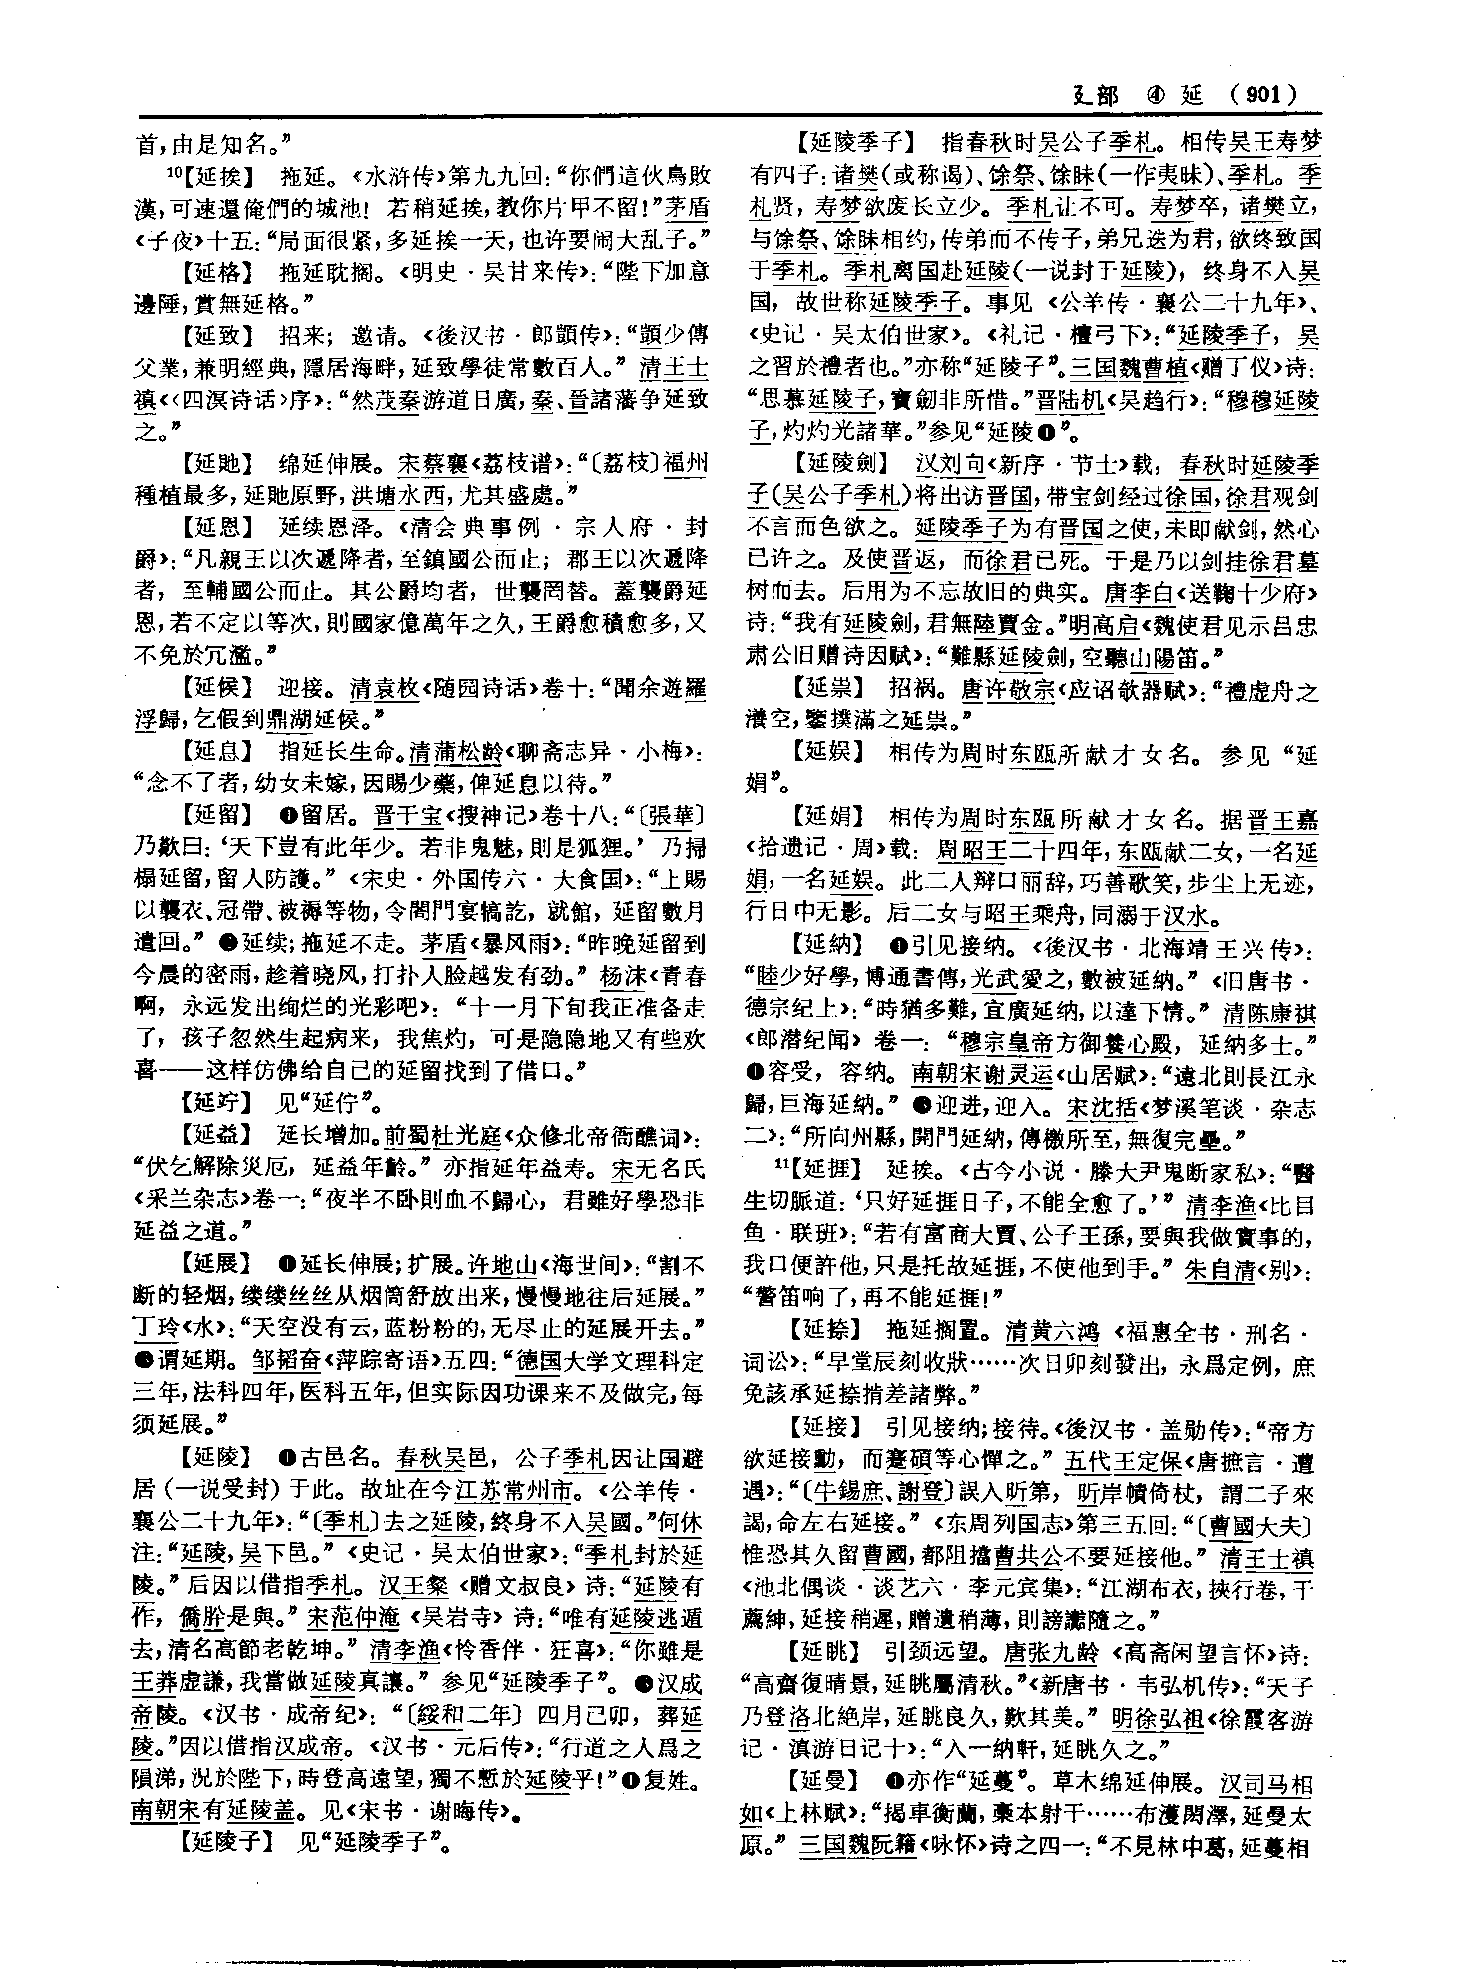 廴部 ④ 延 （901）
首，由是知名。”
10【延挨】 拖延。《水浒传》第九九回：“你們這伙鳥敗
漢，可速還俺們的城池！若稍延挨，教你片甲不留！”茅盾
《子夜》十五：“局面很紧，多延挨一天，也许要闹大乱子。”
【延格】 拖延耽搁。《明史·吴甘来传》：“陛下加意
邊陲，賞無延格。”
【延致】 招来；邀请。《後汉书·郎顗传》：“顗少傳
父業，兼明經典，隱居海畔，延致學徒常數百人。”清王士
禛《〈四溟诗话〉序》：“然茂秦游道日廣，秦、晉諸藩争延致
之。”
【延貤】 绵延伸展。宋蔡襄《荔枝谱》：“〔荔枝〕福州
種植最多，延貤原野，洪塘水西，尤其盛處。”
【延恩】 延续恩泽。《清会典事例·宗人府·封
爵》：“凡親王以次遞降者，至鎮國公而止；郡王以次遞降
者，至輔國公而止。其公爵均者，世襲罔替。蓋襲爵延
恩，若不定以等次，則國家億萬年之久，王爵愈積愈多，又
不免於冗濫。”
【延候】 迎接。清袁枚《随园诗话》卷十：“聞余遊羅
浮歸，乞假到鼎湖延候。”
【延息】 指延长生命。清蒲松龄《聊斋志异·小梅》：
“念不了者，幼女未嫁，因賜少藥，俾延息以待。”
【延留】 ❶留居。晋干宝《搜神记》卷十八：“〔張華〕
乃歎曰：‘天下豈有此年少。若非鬼魅，則是狐狸。’乃掃
榻延留，留人防護。”《宋史·外国传六·大食国》：“上賜
以襲衣、冠帶、被褥等物，令閤門宴犒訖，就館，延留數月
遣回。”❷延续；拖延不走。茅盾《暴风雨》：“昨晚延留到
今晨的密雨，趁着晓风，打扑人脸越发有劲。”杨沫《青春
啊，永远发出绚烂的光彩吧》：“十一月下旬我正准备走
了，孩子忽然生起病来，我焦灼，可是隐隐地又有些欢
喜——这样仿佛给自己的延留找到了借口。”
【延竚】 见“延佇”。
【延益】 延长增加。前蜀杜光庭《众修北帝衙醮词》：
“伏乞解除災厄，延益年齡。”亦指延年益寿。宋无名氏
《采兰杂志》卷一：“夜半不卧則血不歸心，君雖好學恐非
延益之道。”
【延展】 ❶延长伸展；扩展。许地山《海世间》：“割不
断的轻烟，缕缕丝丝从烟筒舒放出来，慢慢地往后延展。”
丁玲《水》：“天空没有云，蓝粉粉的，无尽止的延展开去。”
❷谓延期。邹韬奋《萍踪寄语》五四：“德国大学文理科定
三年，法科四年，医科五年，但实际因功课来不及做完，每
须延展。”
【延陵】 ❶古邑名。春秋吴邑，公子季札因让国避
居（一说受封）于此。故址在今江苏常州市。《公羊传·
襄公二十九年》：“〔季札〕去之延陵，終身不入吴國。”何休
注：“延陵，吴下邑。”《史记·吴太伯世家》：“季札封於延
陵。”后因以借指季札。汉王粲《赠文叔良》诗：“延陵有
作，僑肸是與。”宋范仲淹《吴岩寺》诗：“唯有延陵逃遁
去，清名高節老乾坤。”清李渔《怜香伴·狂喜》：“你雖是
王莽虚謙，我當做延陵真讓。”参见“延陵季子”。❷汉成
帝陵。《汉书·成帝纪》：“〔綏和二年〕四月己卯，葬延
陵。”因以借指汉成帝。《汉书·元后传》：“行道之人爲之
隕涕，况於陛下，時登高遠望，獨不慙於延陵乎！”❸复姓。
南朝宋有延陵盖。见《宋书·谢晦传》。
【延陵子】 见“延陵季子”。
【延陵季子】 指春秋时吴公子季札。相传吴王寿梦
有四子：诸樊（或称谒）、馀祭、馀眛（一作夷昧）、季札。季
札贤，寿梦欲废长立少。季札让不可。寿梦卒，诸樊立，
与馀祭、馀眛相约，传弟而不传子，弟兄迭为君，欲终致国
于季札。季札离国赴延陵（一说封于延陵），终身不入吴
国，故世称延陵季子。事见《公羊传·襄公二十九年》、
《史记·吴太伯世家》。《礼记·檀弓下》：“延陵季子，吴
之習於禮者也。”亦称“延陵子”。三国魏曹植《赠丁仪》诗：
“思慕延陵子，寶劒非所惜。”晋陆机《吴趋行》：“穆穆延陵
子，灼灼光諸華。”参见“延陵❶”。
【延陵劍】 汉刘向《新序·节士》载：春秋时延陵季
子（吴公子季札）将出访晋国，带宝剑经过徐国，徐君观剑
不言而色欲之。延陵季子为有晋国之使，未即献剑，然心
已许之。及使晋返，而徐君已死。于是乃以剑挂徐君墓
树而去。后用为不忘故旧的典实。唐李白《送鞠十少府》
诗：“我有延陵劍，君無陸賈金。”明高启《魏使君见示吕忠
肃公旧赠诗因赋》：“難縣延陵劍，空聽山陽笛。”
【延祟】 招祸。唐许敬宗《应诏欹器赋》：“禮虚舟之
瀁空，鑒撲滿之延祟。”
【延娱】 相传为周时东瓯所献才女名。参见“延
娟”。
【延娟】 相传为周时东瓯所献才女名。据晋王嘉
《拾遗记·周》载：周昭王二十四年，东瓯献二女，一名延
娟，一名延娱。此二人辩口丽辞，巧善歌笑，步尘上无迹，
行日中无影。后二女与昭王乘舟，同溺于汉水。
【延納】 ❶引见接纳。《後汉书·北海靖王兴传》：
“睦少好學，博通書傳，光武愛之，數被延納。”《旧唐书·
德宗纪上》：“時猶多難，宜廣延纳，以達下情。”清陈康祺
《郎潜纪闻》卷一：“穆宗皇帝方御養心殿，延納多士。”
❷容受，容纳。南朝宋谢灵运《山居赋》：“遠北則長江永
歸，巨海延納。”❸迎进，迎入。宋沈括《梦溪笔谈·杂志
二》：“所向州縣，開門延納，傳檄所至，無復完壘。”
11【延捱】 延挨。《古今小说·滕大尹鬼断家私》：“醫
生切脈道：‘只好延捱日子，不能全愈了。’”清李渔《比目
鱼·联班》：“若有富商大賈、公子王孫，要與我做實事的，
我口便許他，只是托故延捱，不使他到手。”朱自清《别》：
“警笛响了，再不能延捱！”
【延捺】 拖延搁置。清黄六鸿《福惠全书·刑名·
词讼》：“早堂辰刻收狀……次日卯刻發出，永爲定例，庶
免該承延捺掯差諸弊。”
【延接】 引见接纳；接待。《後汉书·盖勋传》：“帝方
欲延接勳，而蹇碩等心憚之。”五代王定保《唐摭言·遭
遇》：“〔牛錫庶、謝登〕誤入昕第，昕岸幘倚杖，謂二子來
謁，命左右延接。”《东周列国志》第三五回：“〔曹國大夫〕
惟恐其久留曹國，都阻擋曹共公不要延接他。”清王士禛
《池北偶谈·谈艺六·李元宾集》：“江湖布衣，挾行卷，干
薦紳，延接稍遲，贈遺稍薄，則謗讟隨之。”
【延眺】 引颈远望。唐张九龄《高斋闲望言怀》诗：
“高齋復晴景，延眺屬清秋。”《新唐书·韦弘机传》：“天子
乃登洛北絶岸，延眺良久，歎其美。”明徐弘祖《徐霞客游
记·滇游日记十》：“入一納軒，延眺久之。”
【延曼】 ❶亦作“延蔓”。草木绵延伸展。汉司马相
如《上林赋》：“揭車衡蘭，稾本射干……布濩閎澤，延曼太
原。”三国魏阮籍《咏怀》诗之四一：“不見林中葛，延蔓相